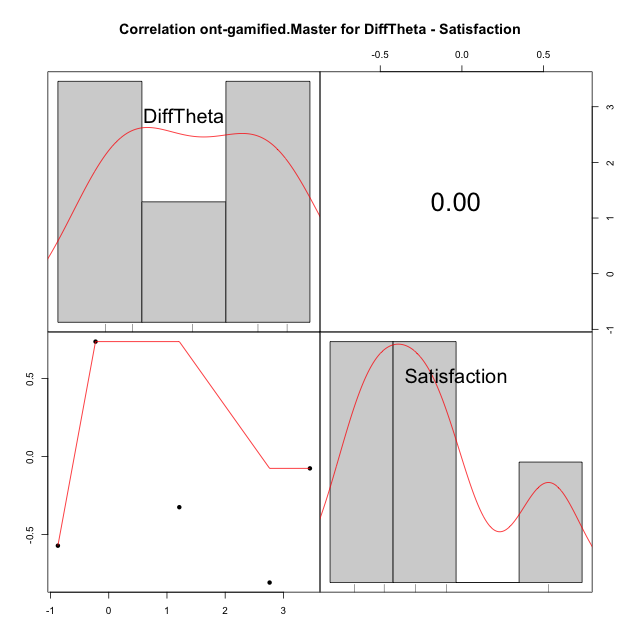 Correlation ont-gamified.Master for DiffTheta - Satisfaction
-0.5 0.0 0.5
DiffTheta
0.00
3
2
1
0
-1
0.5
0.0
-0.5
Satisfaction
-1 0 1 2 3